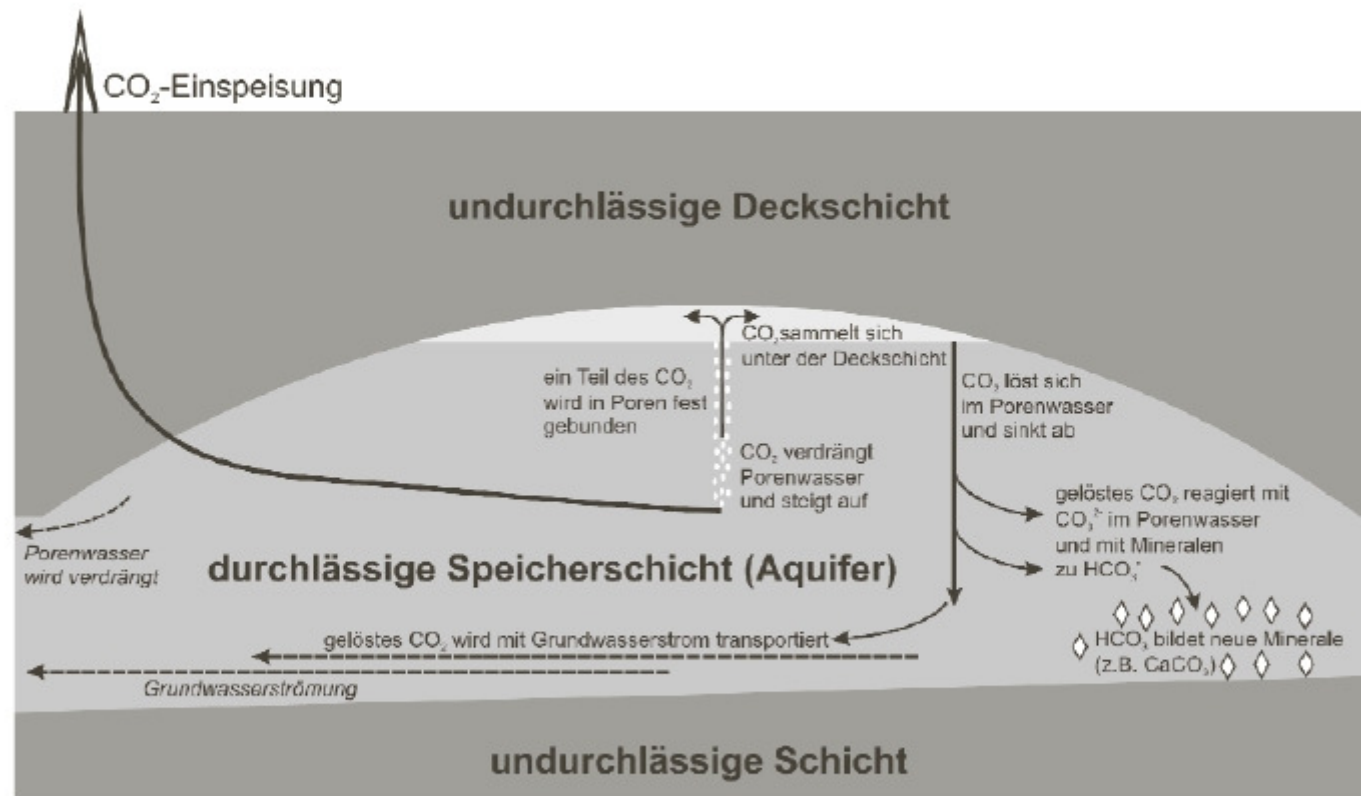 CO₂-Einspeisung
undurchlässige Deckschicht
CO₂ sammelt sich
unter der Deckschicht
ein Teil des CO₂
wird in Poren fest
gebunden
CO₂ löst sich
im Porenwasser
und sinkt ab
CO₂ verdrängt
Porenwasser
und steigt auf
gelöstes CO₂ reagiert mit
CO₃²⁻ im Porenwasser
und mit Mineralen
zu HCO₃⁻
Porenwasser
wird verdrängt
durchlässige Speicherschicht (Aquifer)
gelöstes CO₂ wird mit Grundwasserstrom transportiert
HCO₃⁻ bildet neue Minerale
(z.B. CaCO₃)
Grundwasserströmung
undurchlässige Schicht